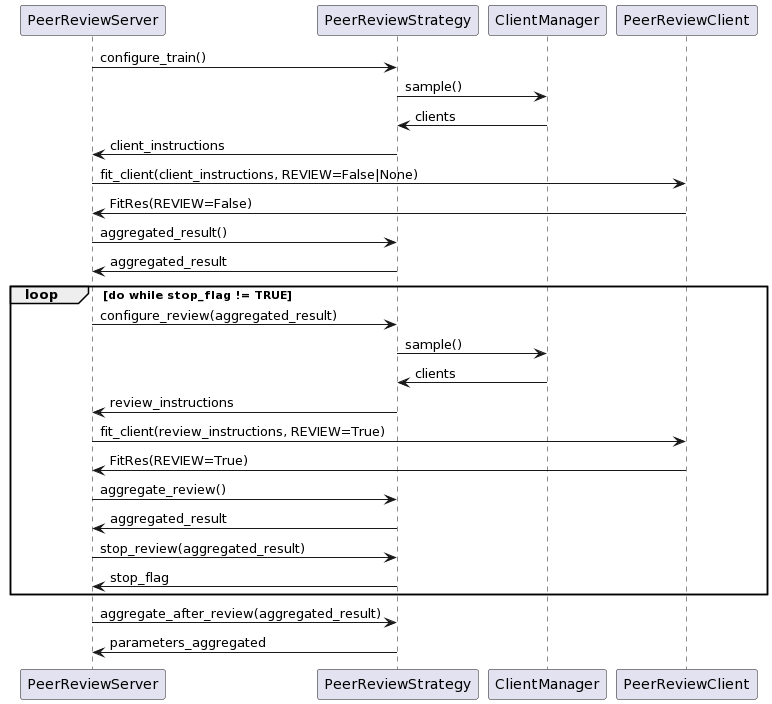 PeerReviewServer PeerReviewStrategy ClientManager PeerReviewClient
configure_train()
sample()
clients
client_instructions
fit_client(client_instructions, REVIEW=False|None)
FitRes(REVIEW=False)
aggregated_result()
aggregated_result
loop [do while stop_flag != TRUE]
configure_review(aggregated_result)
sample()
clients
review_instructions
fit_client(review_instructions, REVIEW=True)
FitRes(REVIEW=True)
aggregate_review()
aggregated_result
stop_review(aggregated_result)
stop_flag
aggregate_after_review(aggregated_result)
parameters_aggregated
PeerReviewServer PeerReviewStrategy ClientManager PeerReviewClient